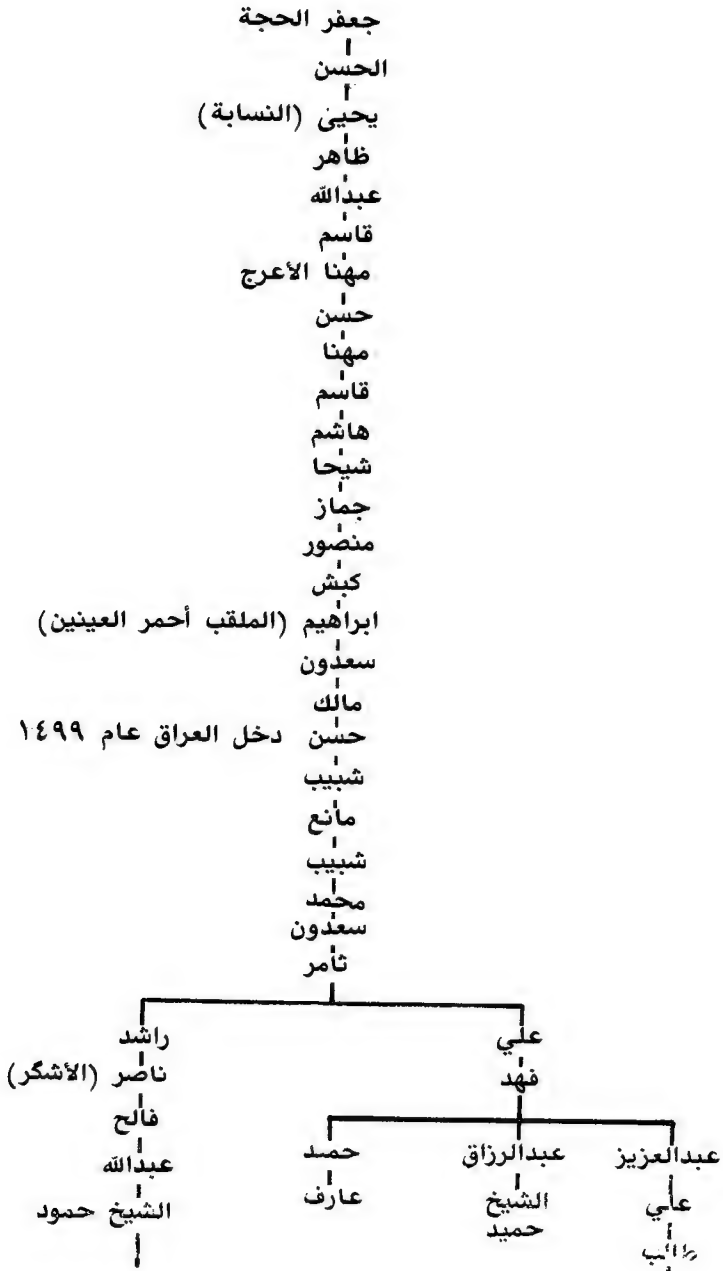 جعفر الحجة
الحسن
يحيى (النسابة)
ظاهر
عبدالله
قاسم
مهنا الأعرج
حسن
مهنا
قاسم
هاشم
شيحا
جماز
منصور
كبش
ابراهيم (الملقب أحمر العينين)
سعدون
مالك
حسن دخل العراق عام ١٤٩٩
شبيب
مانع
شبيب
محمد
سعدون
ثامر
علي راشد
فهد ناصر (الأشگر)
فالح
عبدالعزيز عبدالرزاق حمد عبدالله
علي الشيخ عارف الشيخ حمود
حميد
طالب